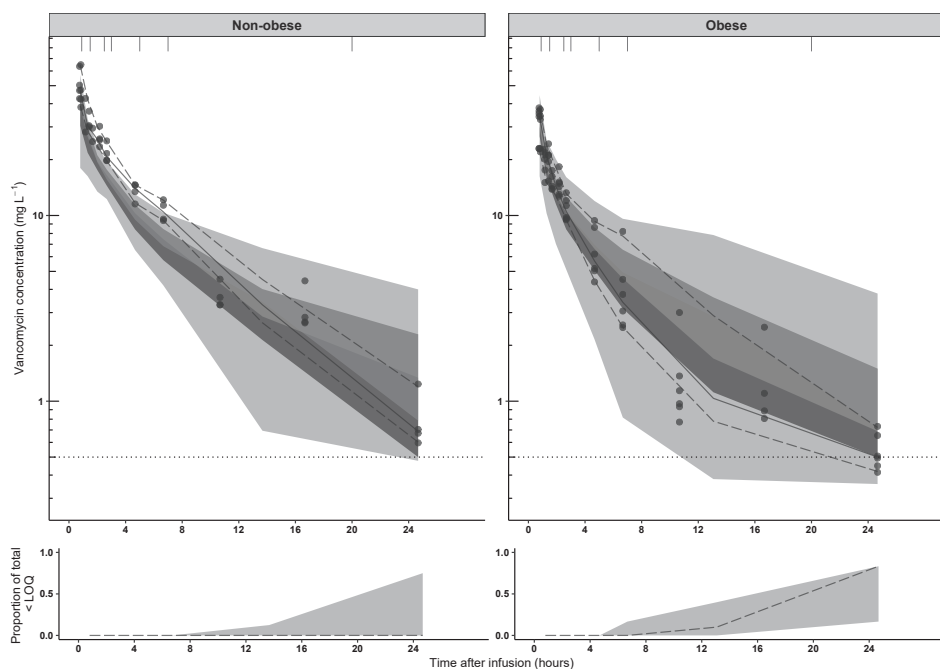 Non-obese
Obese
Vancomycin concentration (mg L⁻¹)
10
1
10
1
0 4 8 12 16 20 24
0 4 8 12 16 20 24
Proportion of total
< LOQ
1.0
0.5
0.0
1.0
0.5
0.0
0 4 8 12 16 20 24
0 4 8 12 16 20 24
Time after infusion (hours)